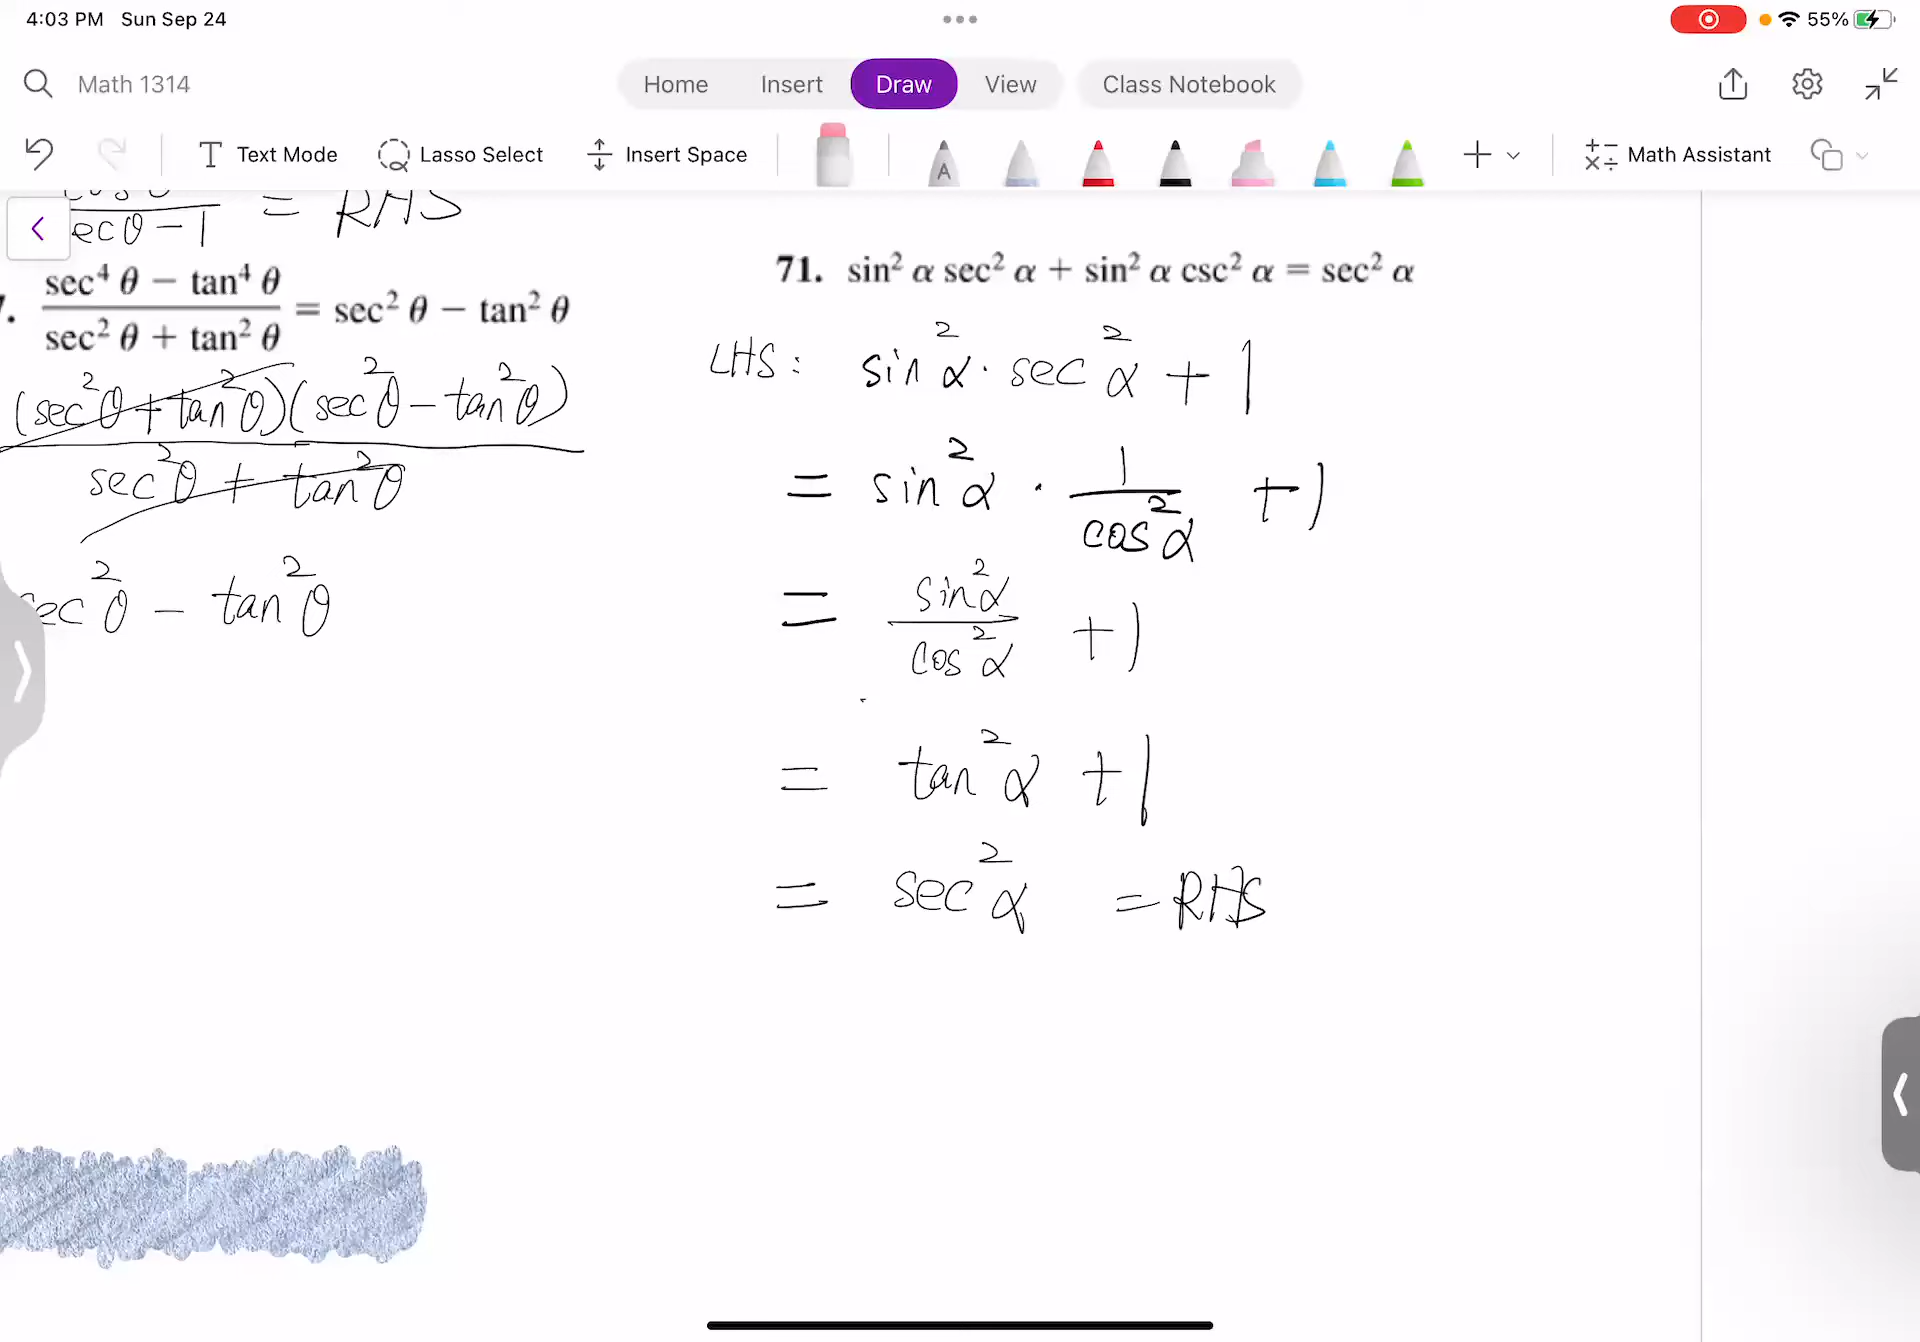 4:03 PM Sun Sep 24
55%
Math 1314
Home Insert Draw View Class Notebook
Text Mode Lasso Select Insert Space A Math Assistant
ecθ − 1 = RHS
sec⁴ θ − tan⁴ θ
sec² θ + tan² θ
= sec² θ − tan² θ
(sec²θ + tan²θ)(sec²θ − tan²θ)
sec²θ + tan²θ
sec²θ − tan²θ
71. sin² α sec² α + sin² α csc² α = sec² α
LHS: sin²α · sec²α + 1
= sin²α · 1/cos²α + 1
= sin²α/cos²α + 1
= tan²α + 1
= sec²α = RHS